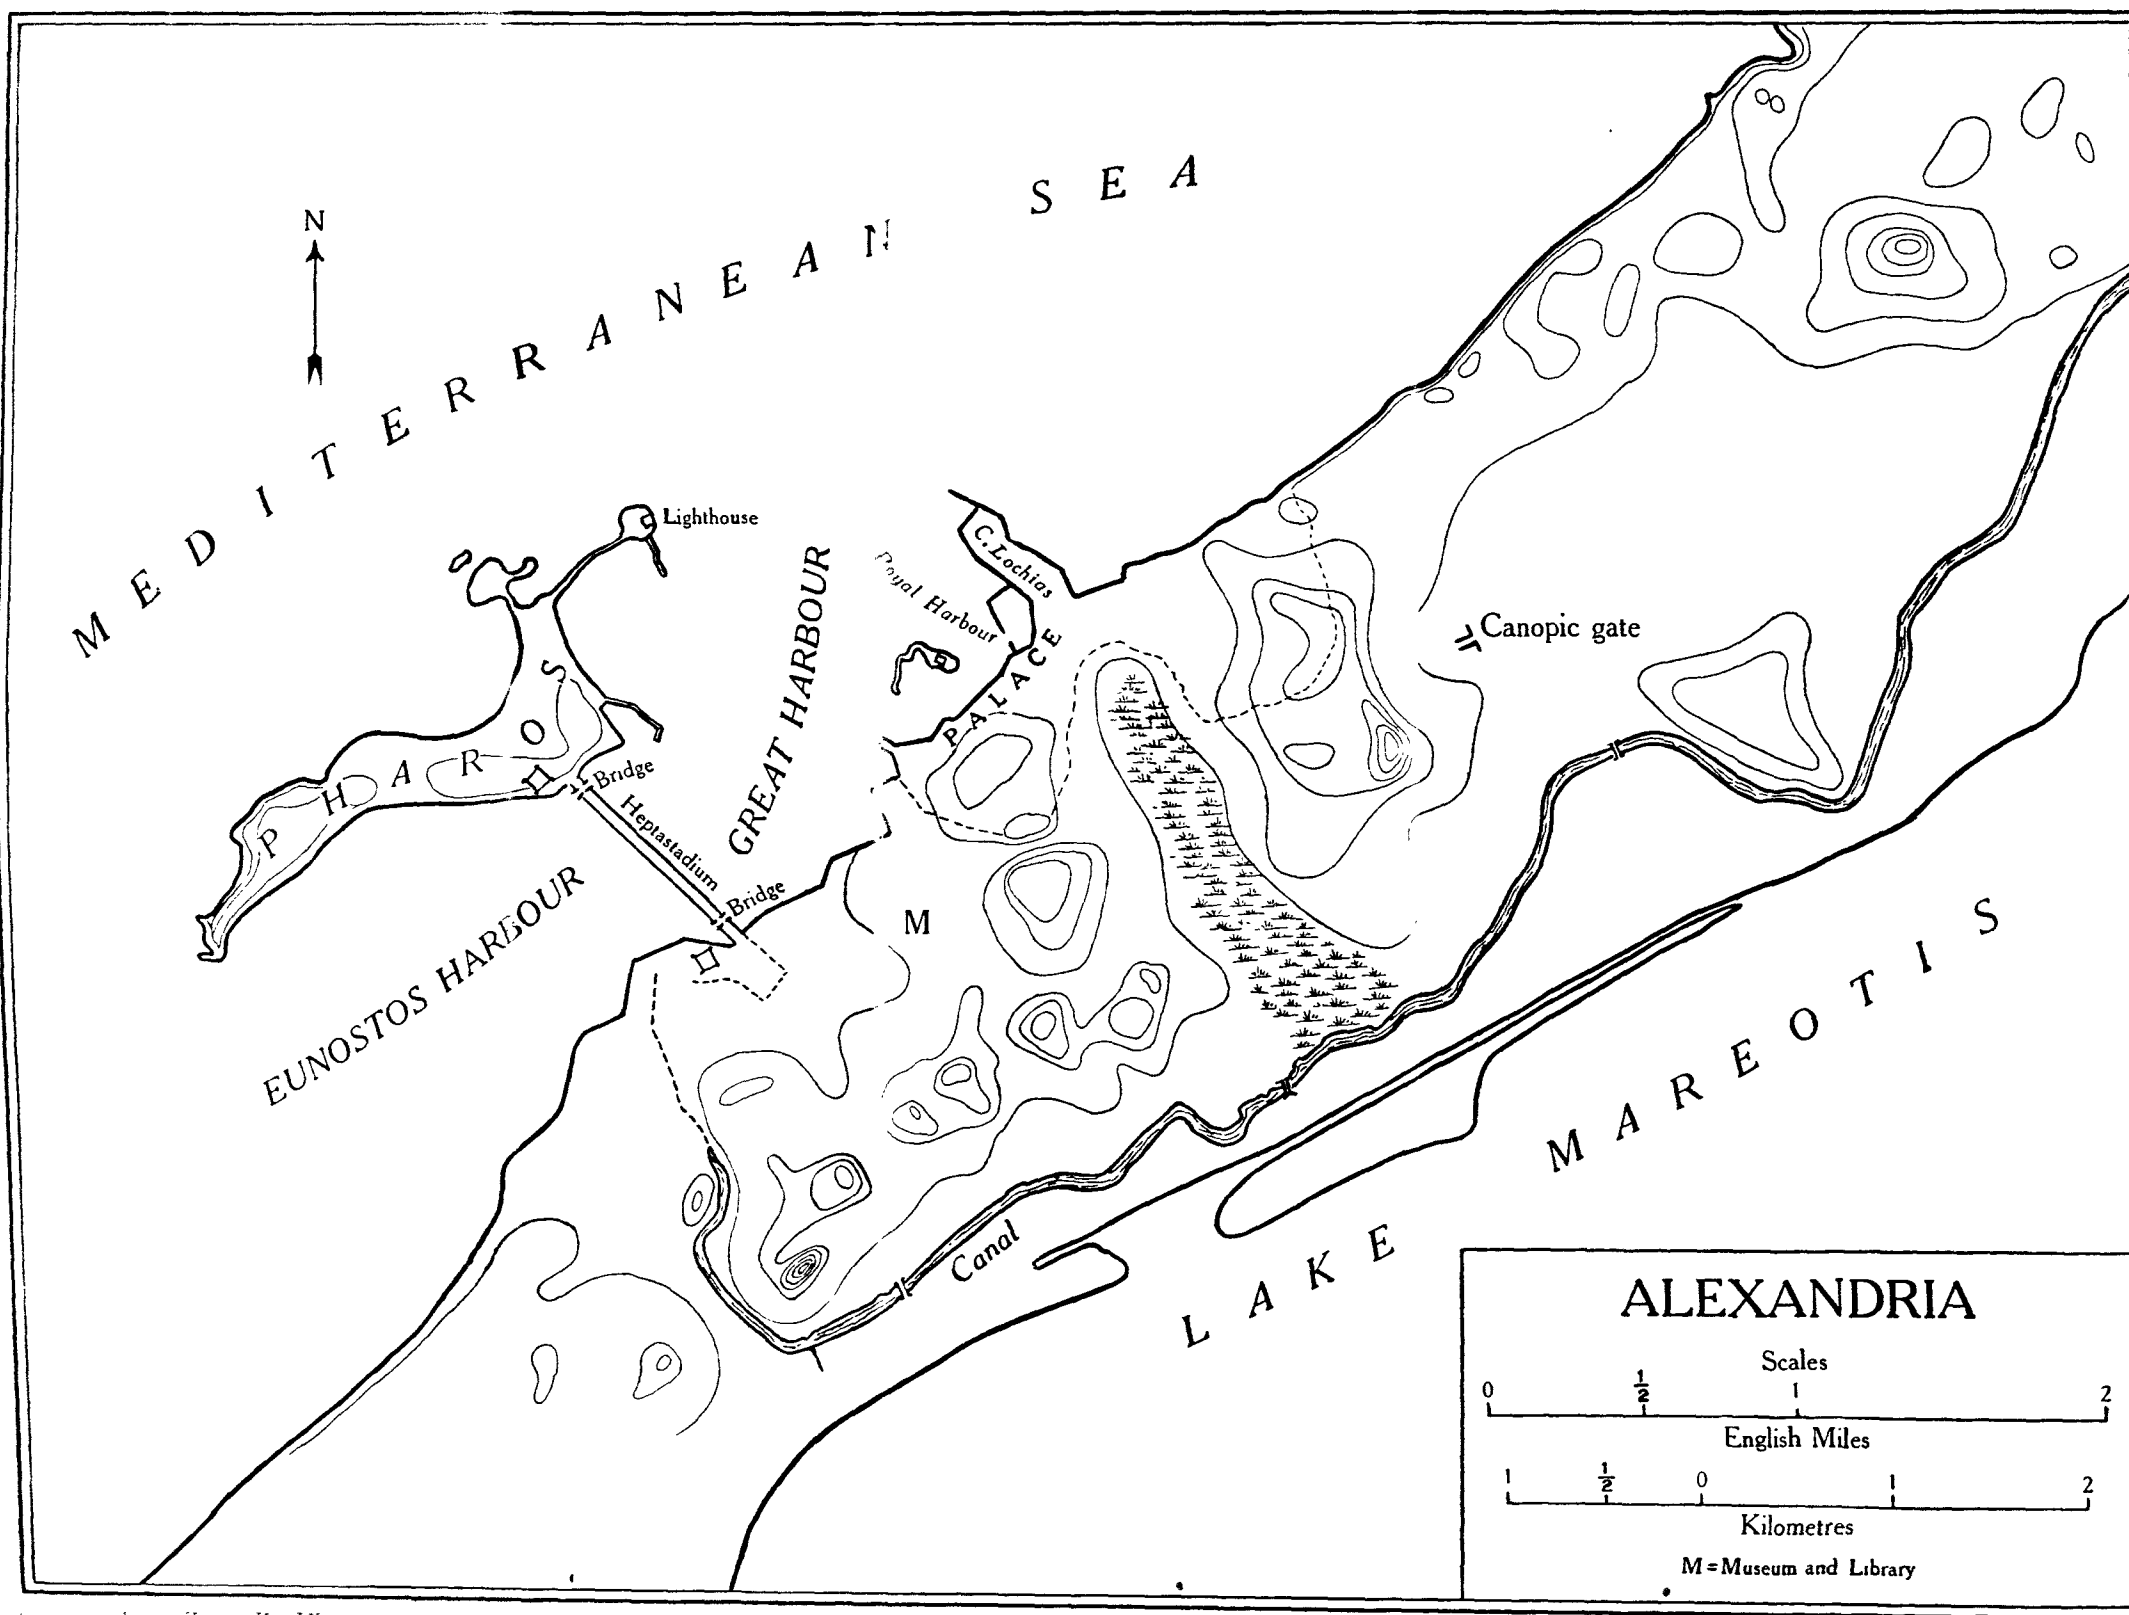 N
MEDITERRANEAN SEA
Lighthouse
C. Lochias
Royal Harbour
PALACE
GREAT HARBOUR
Canopic gate
PHAROS
Bridge
Heptastadium
Bridge
M
EUNOSTOS HARBOUR
Canal
LAKE MAREOTIS
ALEXANDRIA
Scales
0 1/2 1 2
English Miles
1 1/2 0 1 2
Kilometres
M=Museum and Library